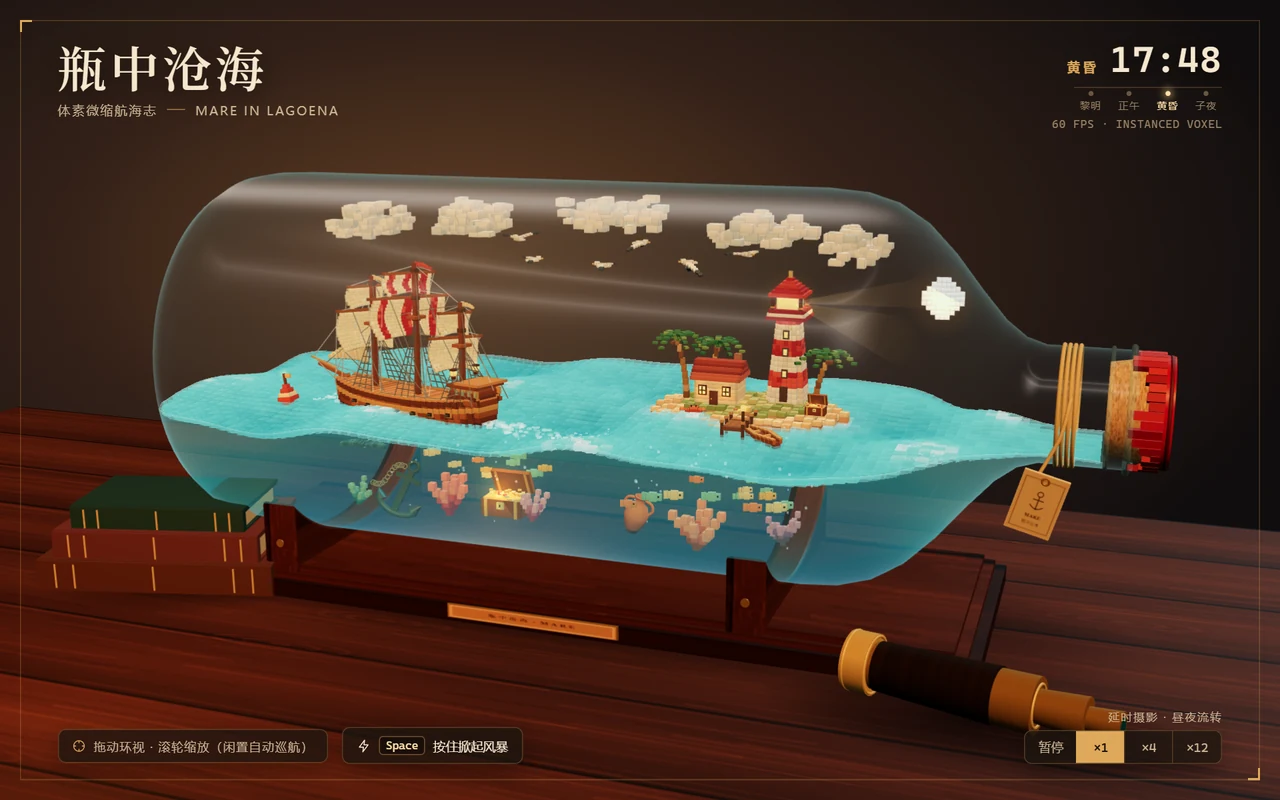 瓶中沧海
体素微缩航海志 — MARE IN LAGOENA
黄昏 17:48
黎明 正午 黄昏 子夜
60 FPS · INSTANCED VOXEL
MARE
延时摄影 · 昼夜流转
拖动环视 · 滚轮缩放（闲置自动巡航）
Space 按住掀起风暴
暂停 ×1 ×4 ×12